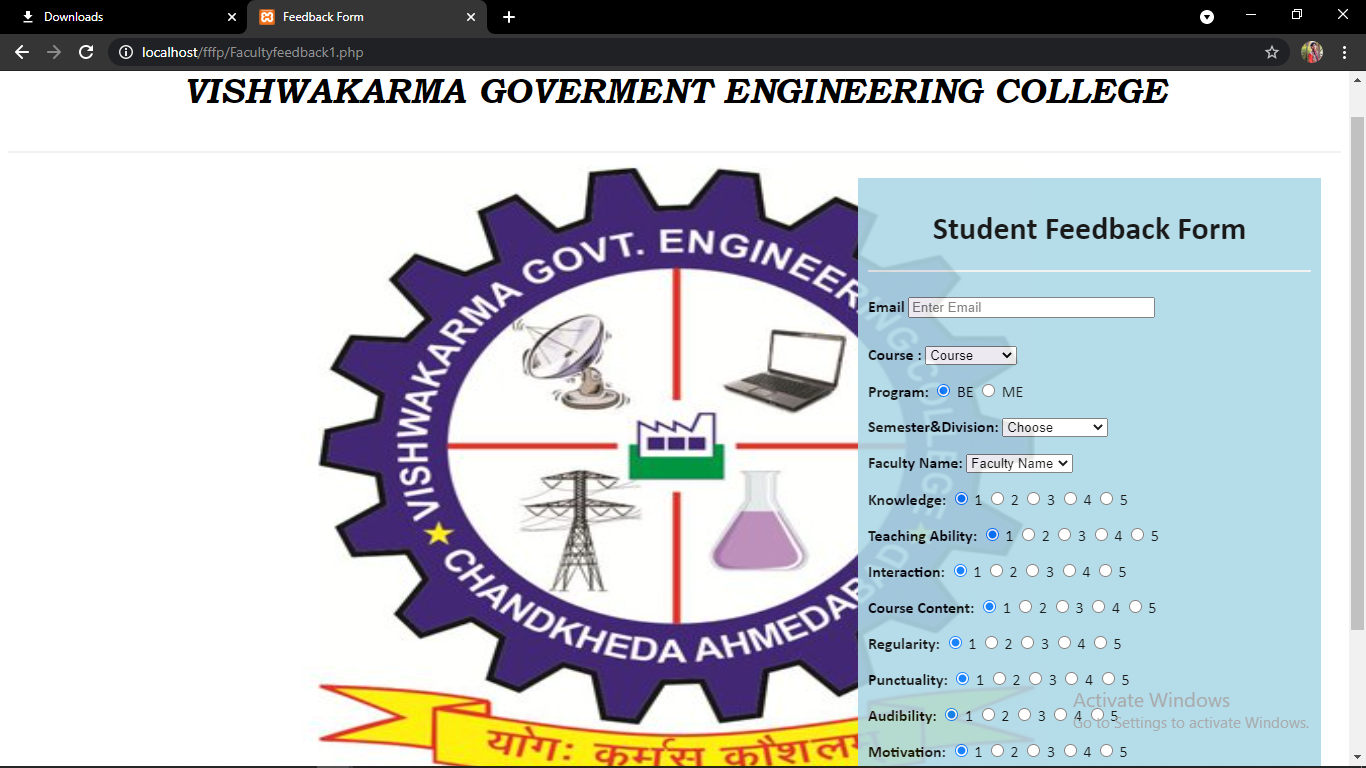 Downloads
Feedback Form
localhost/fffp/Facultyfeedback1.php
VISHWAKARMA GOVERMENT ENGINEERING COLLEGE
VISHWAKARMA GOVT. ENGINEERING COLLEGE
CHANDKHEDA AHMEDABAD
योगः कर्मसु कौशलम
Student Feedback Form
Email Enter Email
Course : Course
Program: BE ME
Semester&Division: Choose
Faculty Name: Faculty Name
Knowledge: 1 2 3 4 5
Teaching Ability: 1 2 3 4 5
Interaction: 1 2 3 4 5
Course Content: 1 2 3 4 5
Regularity: 1 2 3 4 5
Punctuality: 1 2 3 4 5
Audibility: 1 2 3 4 5
Motivation: 1 2 3 4 5
Activate Windows
Go to Settings to activate Windows.